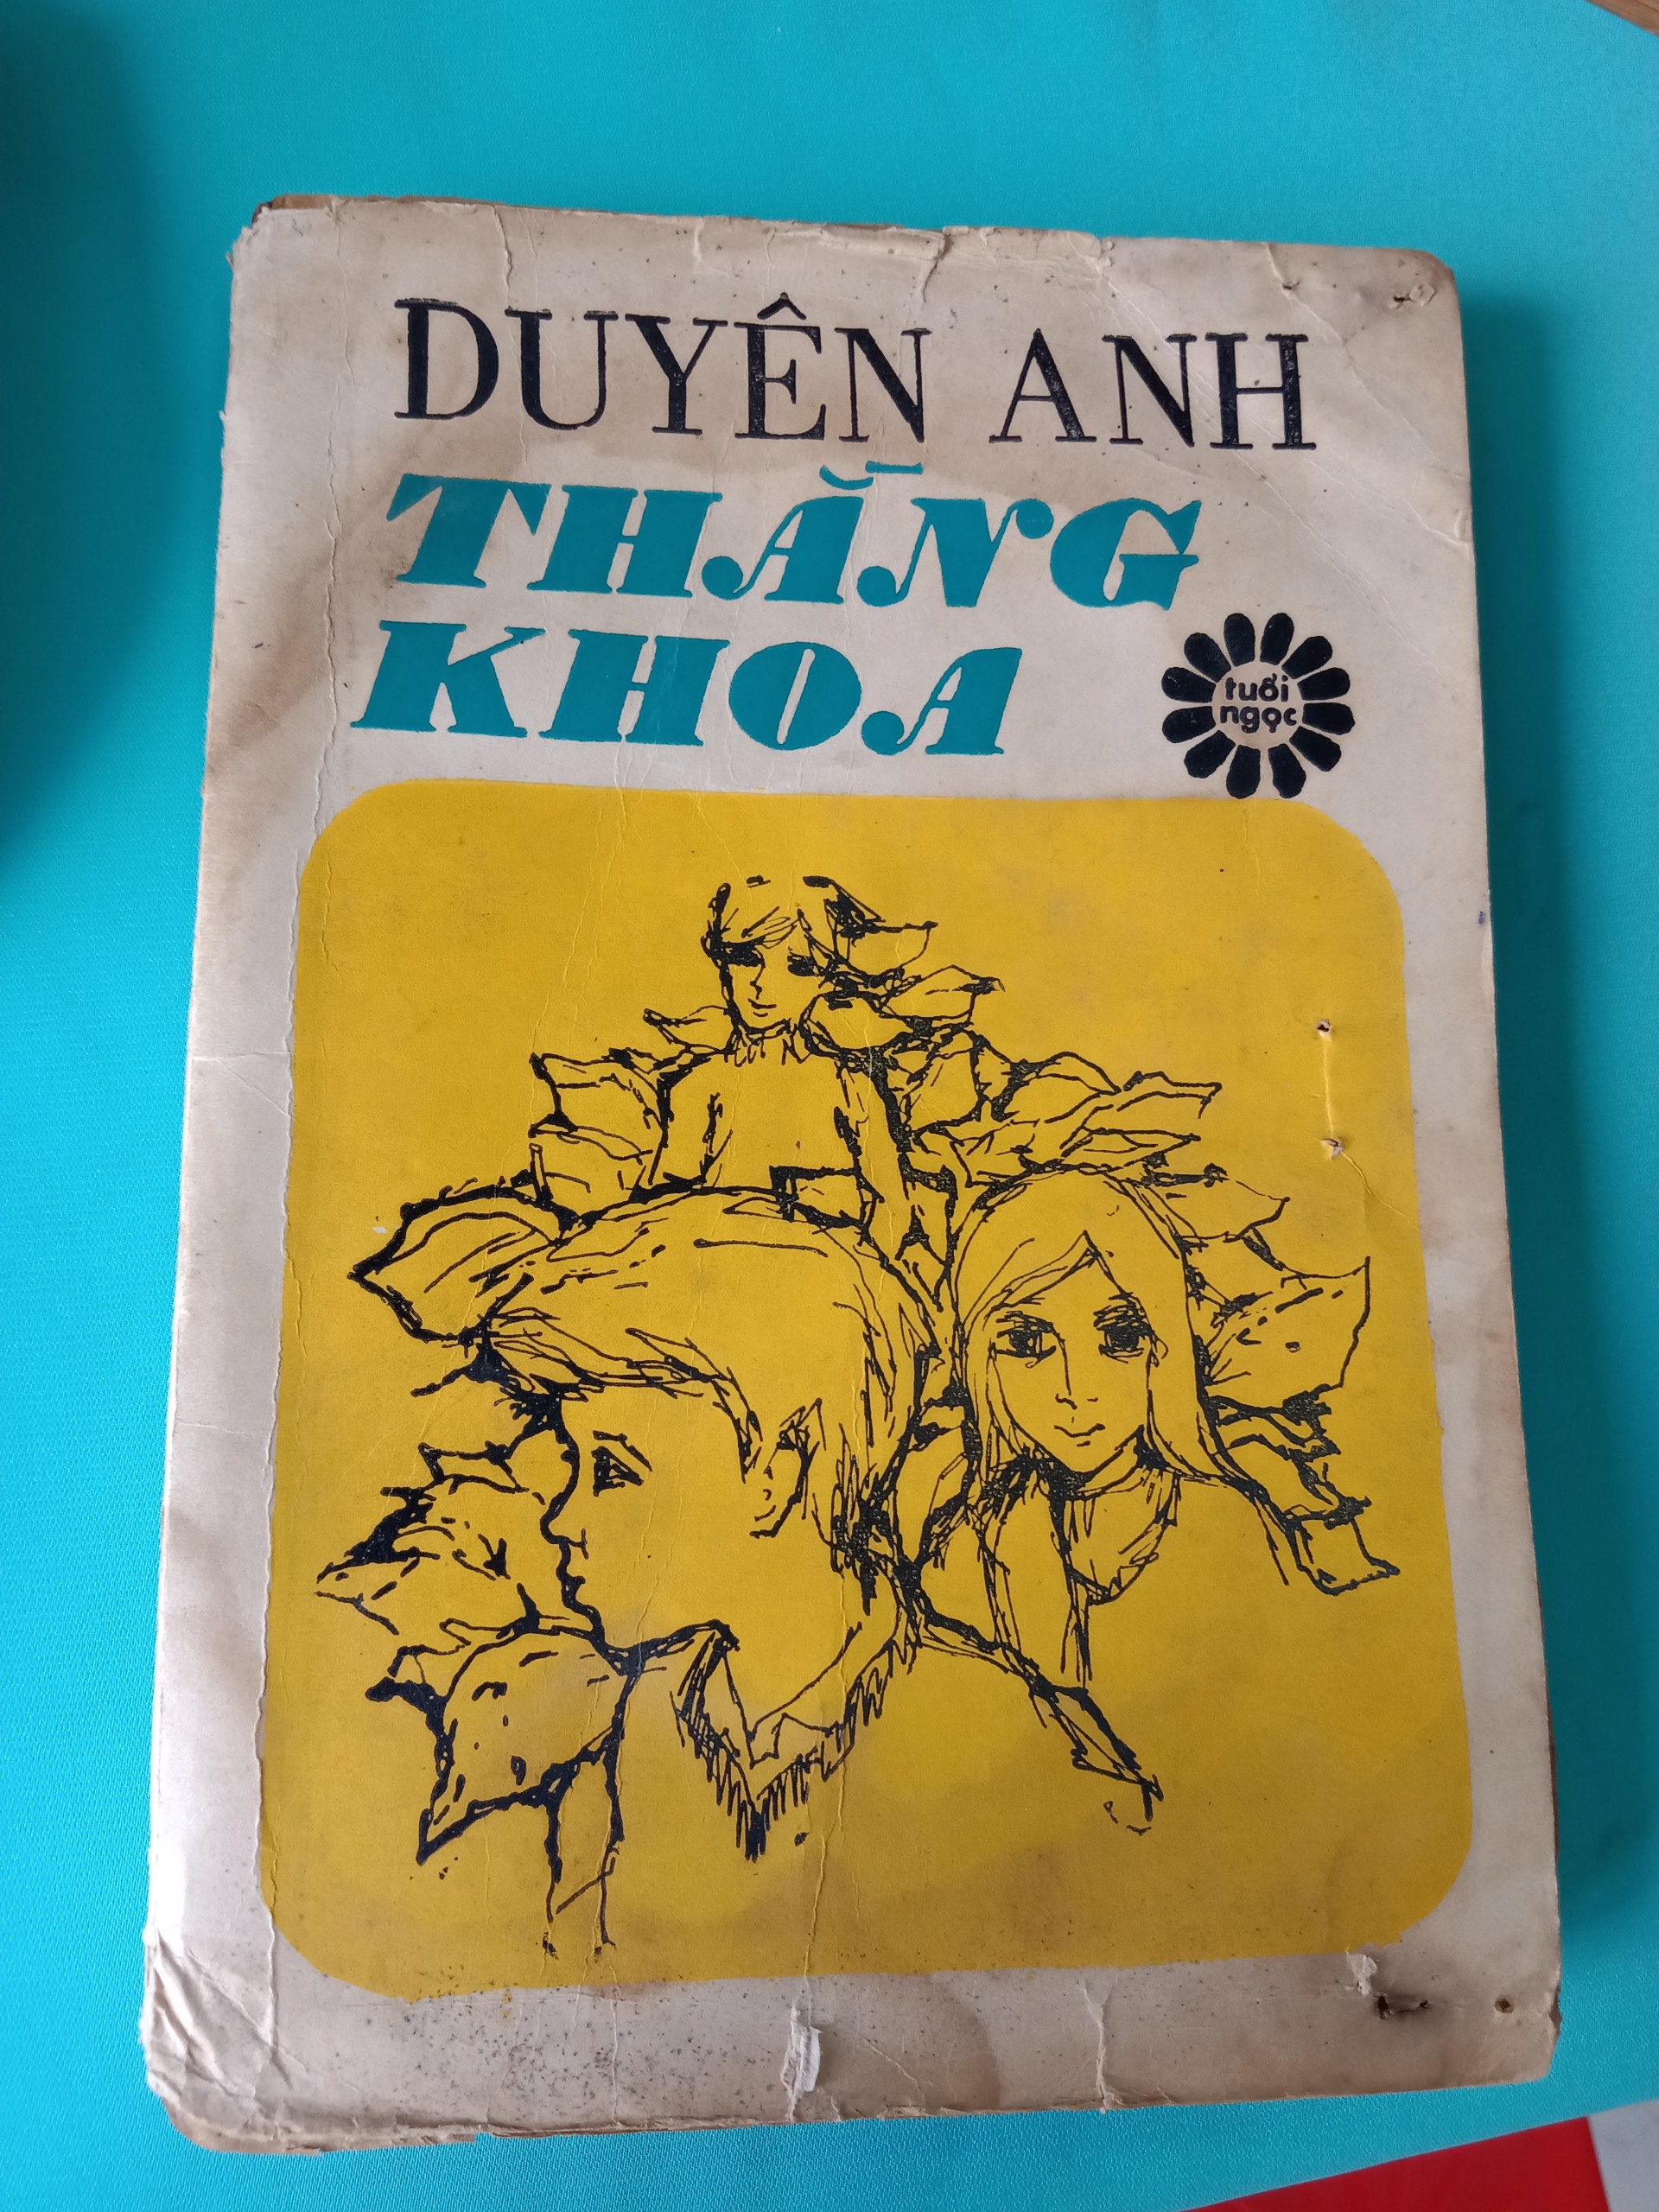 DUYÊN ANH
THẰNG
KHOA
tuổi
ngọc